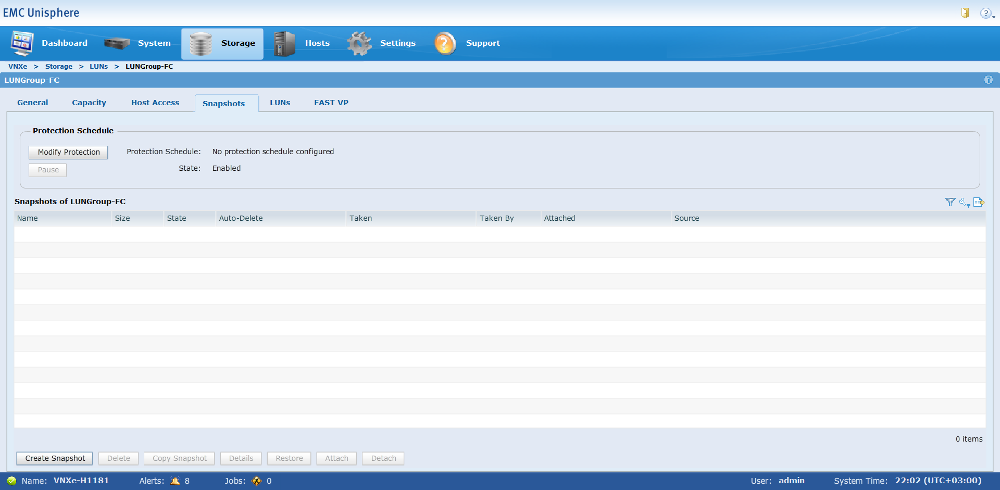 EMC Unisphere
Dashboard System Storage Hosts Settings Support
VNXe > Storage > LUNs > LUNGroup-FC
LUNGroup-FC
General Capacity Host Access Snapshots LUNs FAST VP
Protection Schedule
Modify Protection Protection Schedule: No protection schedule configured
Pause State: Enabled
Snapshots of LUNGroup-FC
Name Size State Auto-Delete Taken Taken By Attached Source
0 items
Create Snapshot Delete Copy Snapshot Details Restore Attach Detach
Name: VNXe-H1181 Alerts: 8 Jobs: 0 User: admin System Time: 22:02 (UTC+03:00)